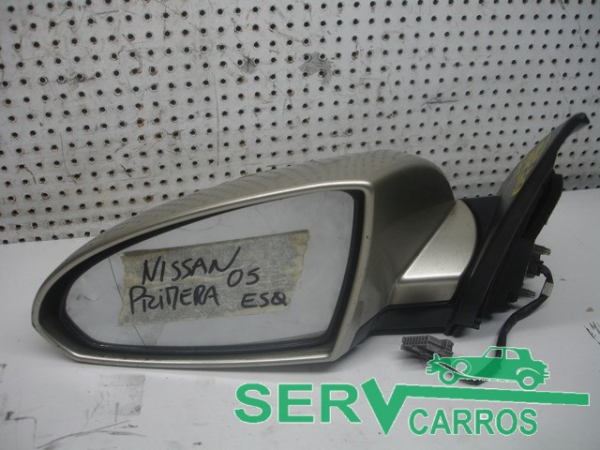 NISSAN 05
PRIMERA ESQ
SERV
CARROS